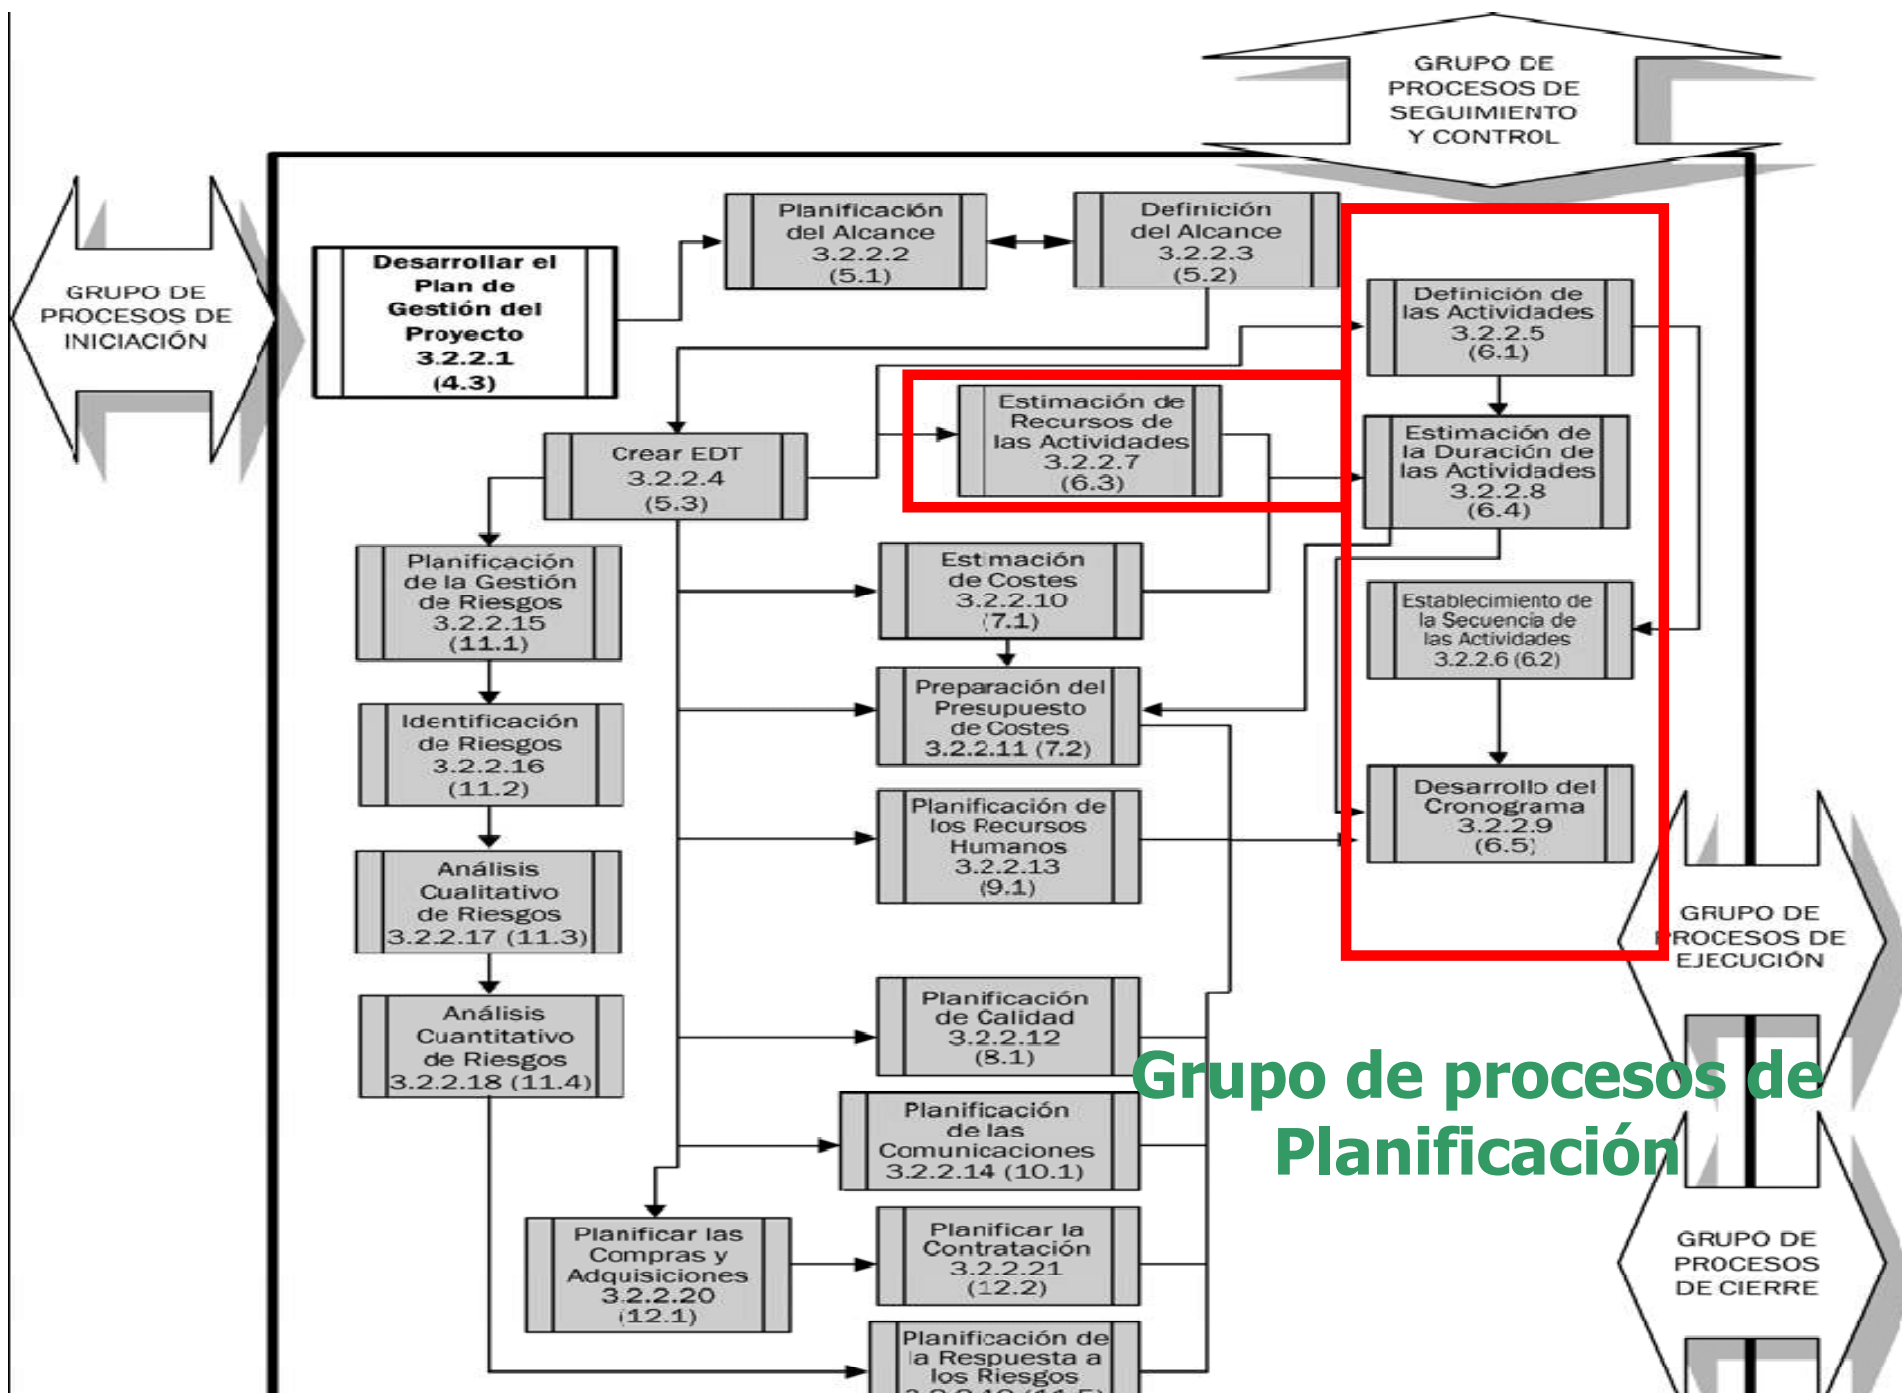 GRUPO DE
PROCESOS DE
SEGUIMIENTO
Y CONTROL
GRUPO DE
PROCESOS DE
INICIACIÓN
Desarrollar el
Plan de
Gestión del
Proyecto
3.2.2.1
(4.3)
Planificación
del Alcance
3.2.2.2
(5.1)
Definición
del Alcance
3.2.2.3
(5.2)
Definición de
las Actividades
3.2.2.5
(6.1)
Estimación de
Recursos de
las Actividades
3.2.2.7
(6.3)
Estimación de
la Duración de
las Actividades
3.2.2.8
(6.4)
Crear EDT
3.2.2.4
(5.3)
Planificación
de la Gestión
de Riesgos
3.2.2.15
(11.1)
Estimación
de Costes
3.2.2.10
(7.1)
Establecimiento de
la Secuencia de
las Actividades
3.2.2.6 (6.2)
Preparación del
Presupuesto
de Costes
3.2.2.11 (7.2)
Identificación
de Riesgos
3.2.2.16
(11.2)
Planificación de
los Recursos
Humanos
3.2.2.13
(9.1)
Desarrollo del
Cronograma
3.2.2.9
(6.5)
Análisis
Cualitativo
de Riesgos
3.2.2.17 (11.3)
GRUPO DE
PROCESOS DE
EJECUCIÓN
Análisis
Cuantitativo
de Riesgos
3.2.2.18 (11.4)
Planificación
de Calidad
3.2.2.12
(8.1)
Grupo de procesos de
Planificación
Planificación
de las
Comunicaciones
3.2.2.14 (10.1)
Planificar las
Compras y
Adquisiciones
3.2.2.20
(12.1)
Planificar la
Contratación
3.2.2.21
(12.2)
GRUPO DE
PROCESOS
DE CIERRE
Planificación de
la Respuesta a
los Riesgos